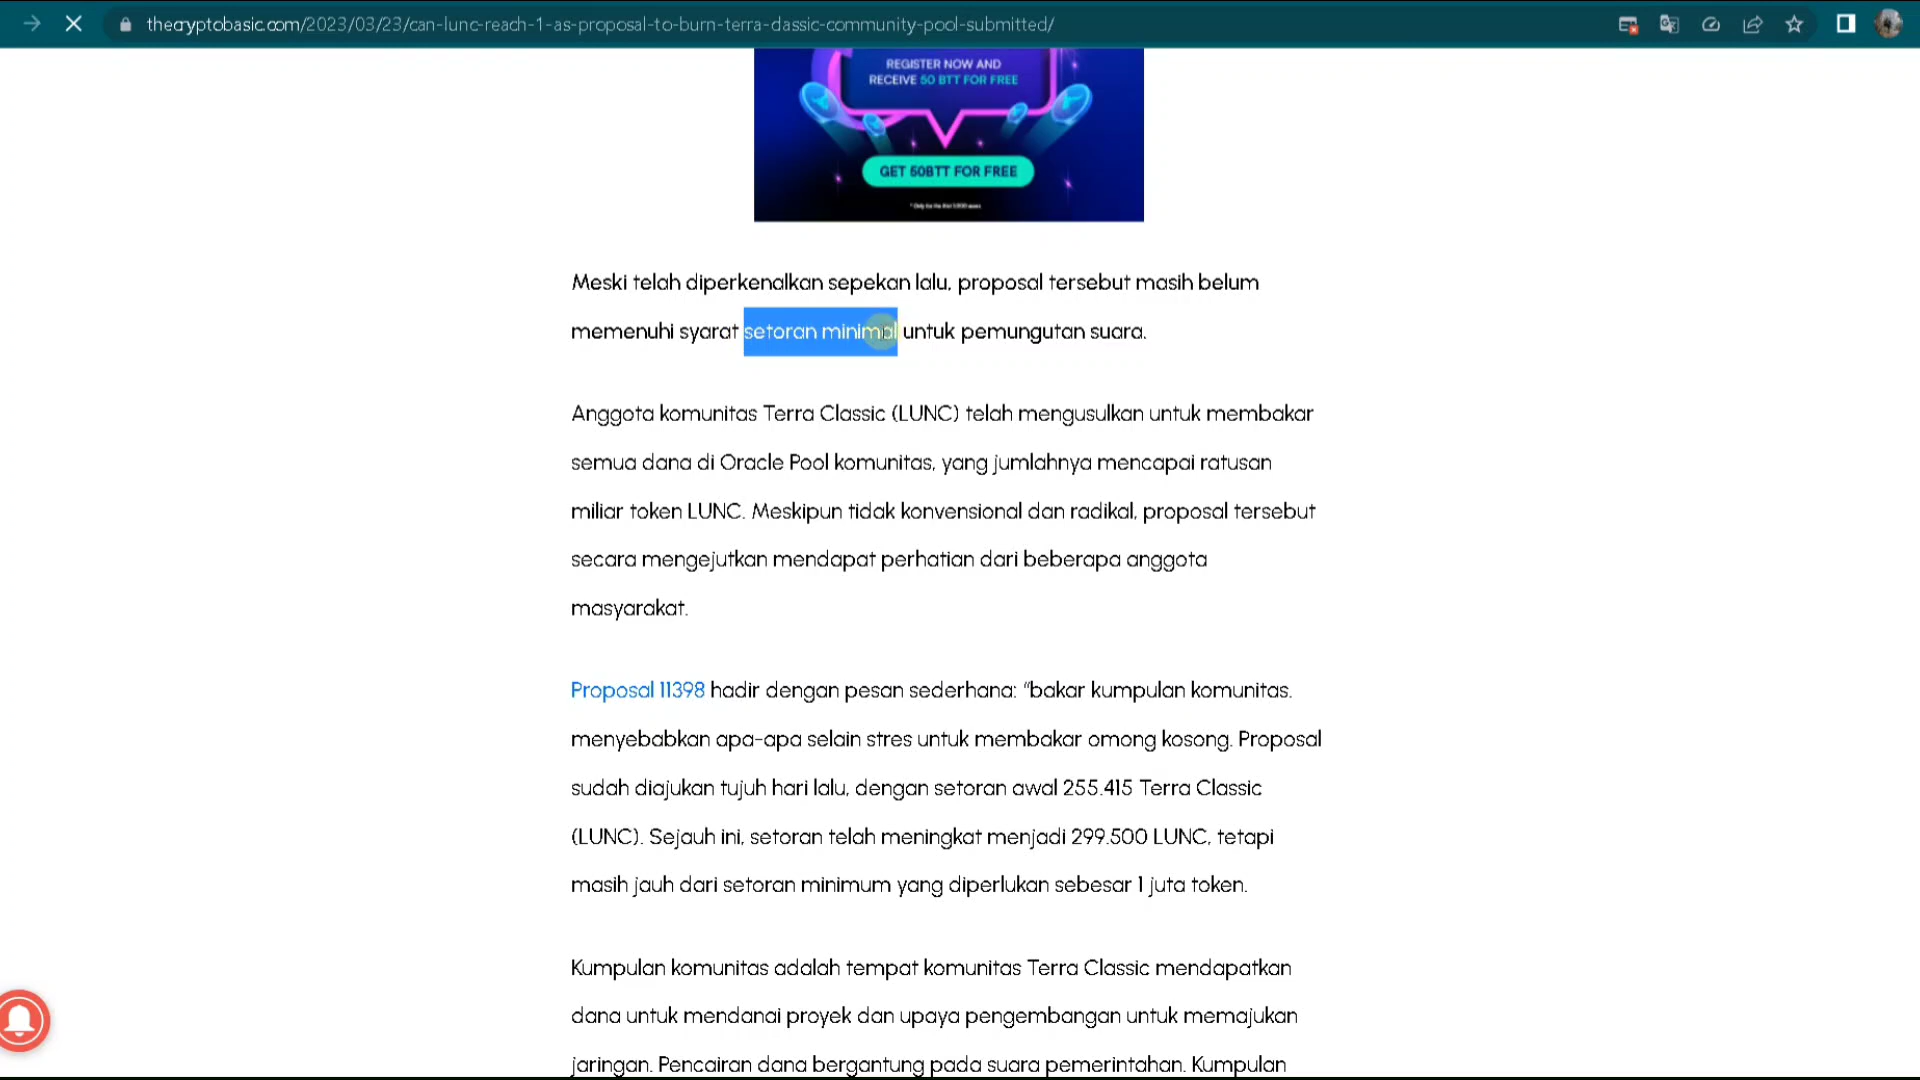 thecryptobasic.com/2023/03/23/can-lunc-reach-1-as-proposal-to-burn-terra-classic-community-pool-submitted/
REGISTER NOW AND
RECEIVE 50 BTT FOR FREE
GET 50BTT FOR FREE
* Only for the first 1,000 users
Meski telah diperkenalkan sepekan lalu, proposal tersebut masih belum
memenuhi syarat setoran minimal untuk pemungutan suara.
Anggota komunitas Terra Classic (LUNC) telah mengusulkan untuk membakar
semua dana di Oracle Pool komunitas, yang jumlahnya mencapai ratusan
miliar token LUNC. Meskipun tidak konvensional dan radikal, proposal tersebut
secara mengejutkan mendapat perhatian dari beberapa anggota
masyarakat.
Proposal 11398 hadir dengan pesan sederhana: “bakar kumpulan komunitas.
menyebabkan apa-apa selain stres untuk membakar omong kosong. Proposal
sudah diajukan tujuh hari lalu, dengan setoran awal 255.415 Terra Classic
(LUNC). Sejauh ini, setoran telah meningkat menjadi 299.500 LUNC, tetapi
masih jauh dari setoran minimum yang diperlukan sebesar 1 juta token.
Kumpulan komunitas adalah tempat komunitas Terra Classic mendapatkan
dana untuk mendanai proyek dan upaya pengembangan untuk memajukan
jaringan. Pencairan dana bergantung pada suara pemerintahan. Kumpulan